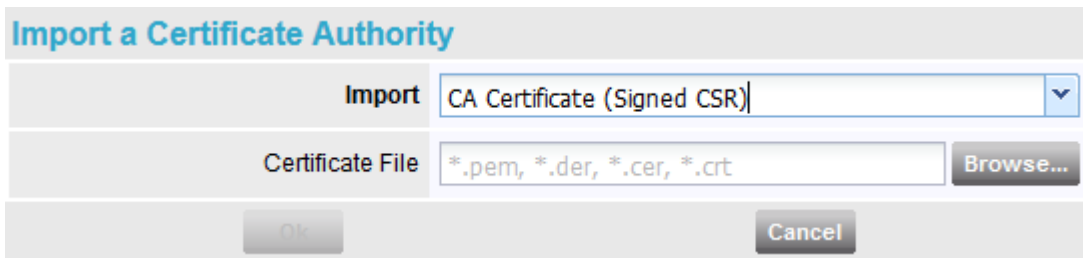 Import a Certificate Authority
Import CA Certificate (Signed CSR)
Certificate File *.pem, *.der, *.cer, *.crt Browse...
Ok Cancel